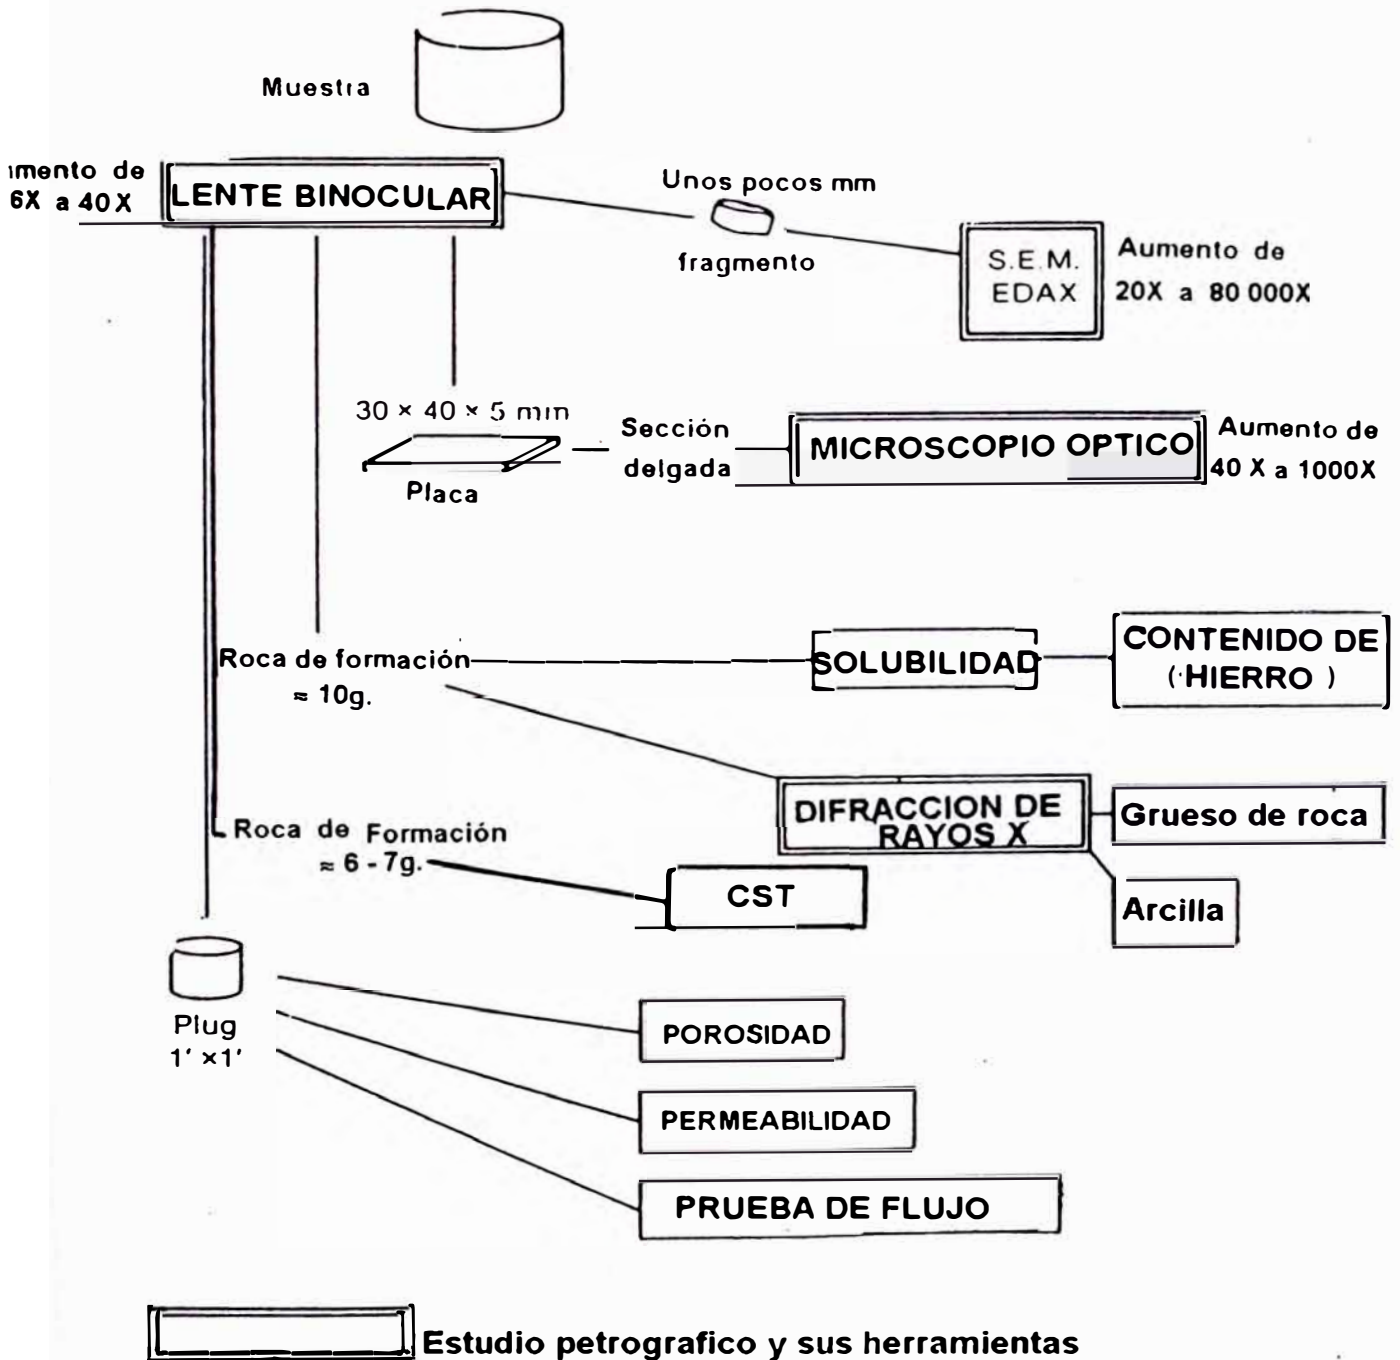 Muestra
imento de
6X a 40X
LENTE BINOCULAR
Unos pocos mm
fragmento
S.E.M.
EDAX
Aumento de
20X a 80 000X
30 × 40 × 5 mm
Placa
Sección
delgada
MICROSCOPIO OPTICO
Aumento de
40 X a 1000X
Roca de formación
≈ 10g.
SOLUBILIDAD
CONTENIDO DE
( HIERRO )
DIFRACCION DE
RAYOS X
Grueso de roca
Arcilla
Roca de Formación
≈ 6 - 7g.
CST
Plug
1' ×1'
POROSIDAD
PERMEABILIDAD
PRUEBA DE FLUJO
Estudio petrografico y sus herramientas